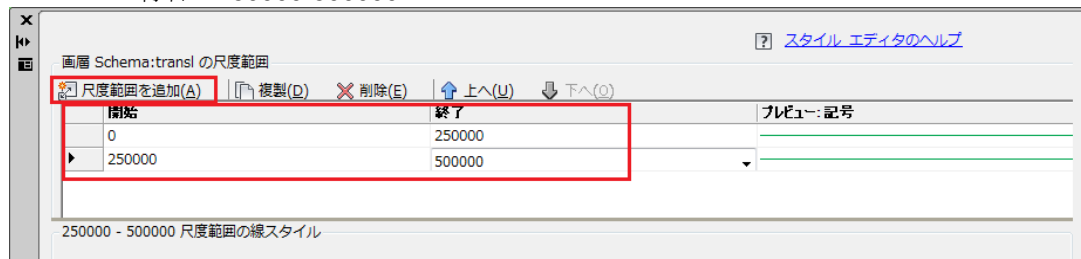 スタイル エディタのヘルプ
画層 Schema:transl の尺度範囲
尺度範囲を追加(A) 複製(D) 削除(E) 上へ(U) 下へ(O)
開始 終了 プレビュー: 記号
0 250000
250000 500000
250000 - 500000 尺度範囲の線スタイル